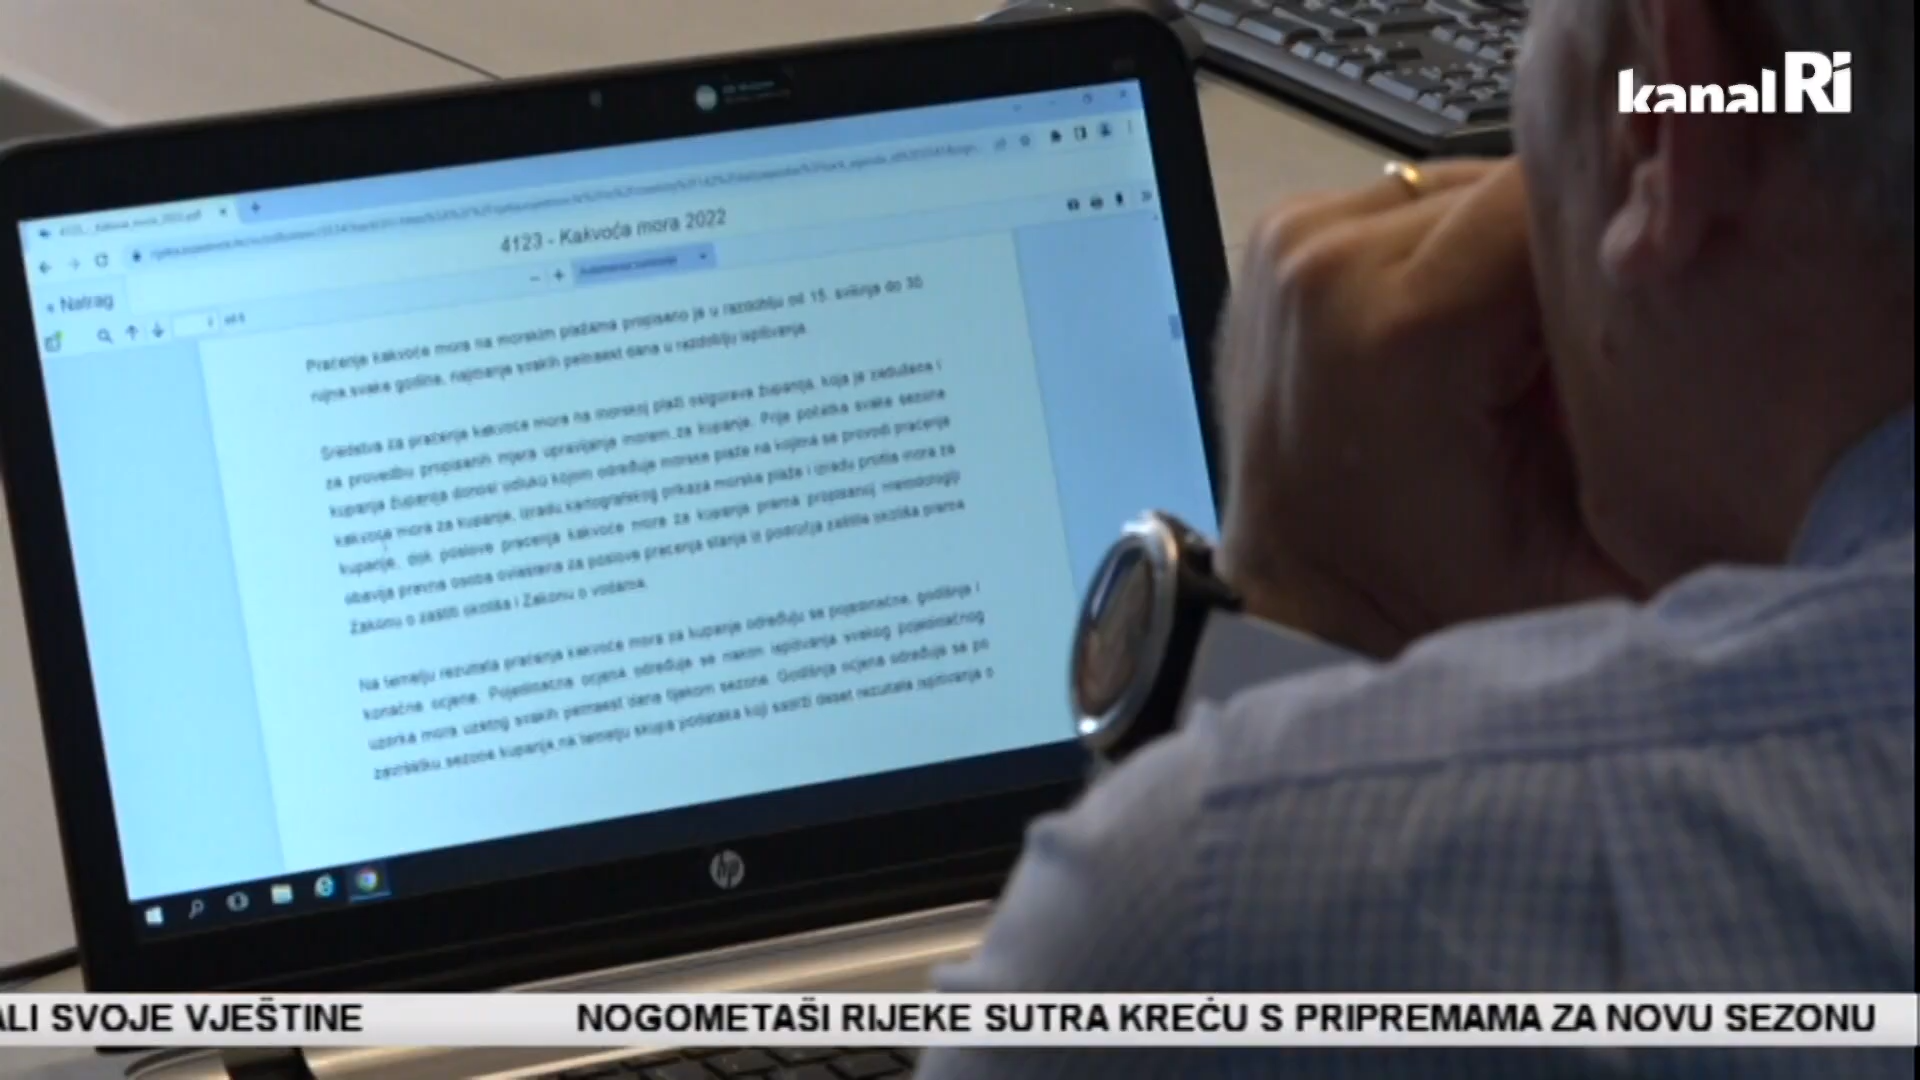 kanalRi
4123 - Kakvoća mora 2022
« Natrag
Praćenje kakvoće mora na morskim plažama propisano je u razdoblju od 15. svibnja do 30.
rujna svake godine, najmanje svakih petnaest dana u razdoblju ispitivanja.
Sredstva za praćenje kakvoće mora na morskoj plaži osigurava županija, koja je zadužena i
za provedbu propisanih mjera upravljanja morem za kupanje. Prije početka svake sezone
kupanja županija donosi odluku kojom određuje morske plaže na kojima se provodi praćenje
kakvoće mora za kupanje, izradu kartografskog prikaza morskih plaža i izradu profila mora za
kupanje, dok poslove praćenja kakvoće mora za kupanje prema propisanoj metodologiji
obavlja pravna osoba ovlaštena za poslove praćenja stanja iz područja zaštite okoliša prema
Zakonu o zaštiti okoliša i Zakonu o vodama.
Na temelju rezultata praćenja kakvoće mora za kupanje određuju se pojedinačne, godišnje i
konačne ocjene. Pojedinačna ocjena određuje se nakon ispitivanja svakog pojedinačnog
uzorka mora uzetog svakih petnaest dana tijekom sezone. Godišnja ocjena određuje se po
završetku sezone kupanja na temelju skupa podataka koji sadrži deset rezultata ispitivanja o
hp
ALI SVOJE VJEŠTINE NOGOMETAŠI RIJEKE SUTRA KREĆU S PRIPREMAMA ZA NOVU SEZONU